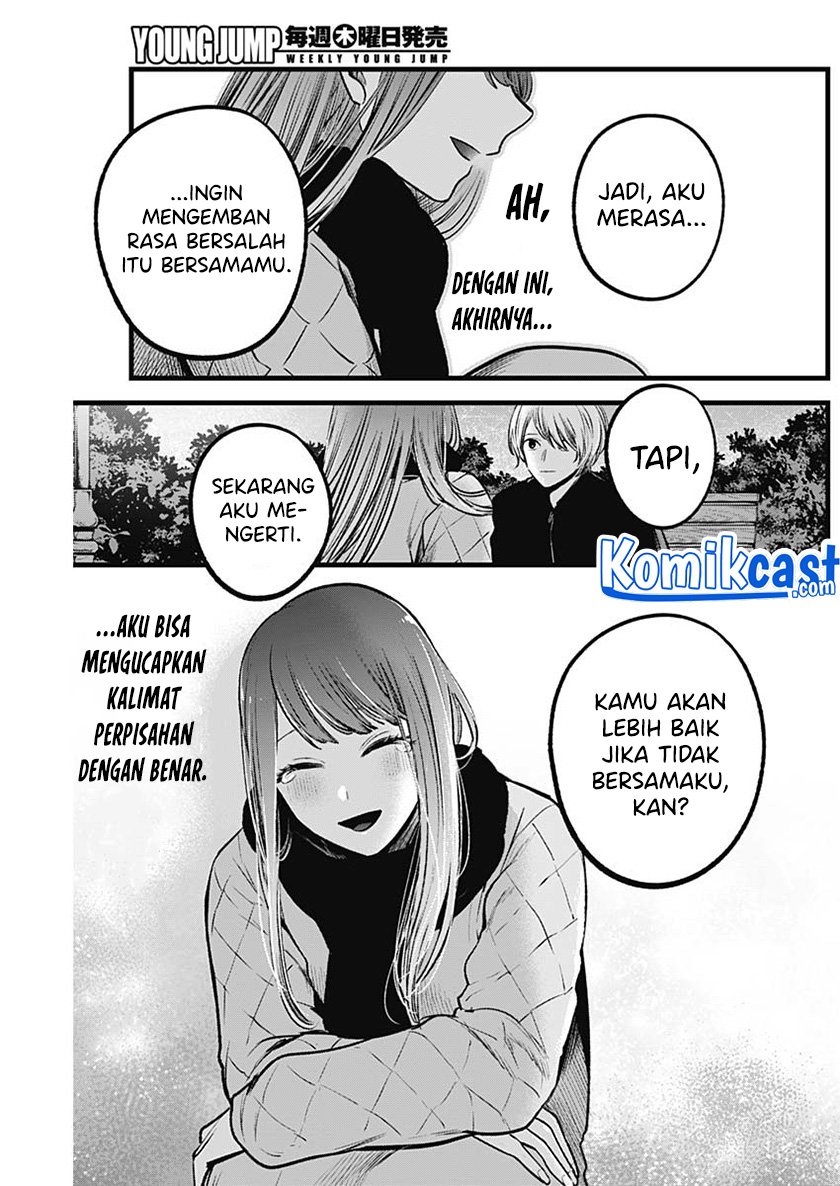 YOUNG JUMP 毎週木曜日発売
WEEKLY YOUNG JUMP
JADI, AKU
MERASA...
...INGIN
MENGEMBAN
RASA BERSALAH
ITU BERSAMAMU.
AH,
DENGAN INI,
AKHIRNYA...
TAPI,
SEKARANG
AKU ME-
NGERTI.
Komikcast
.com
KAMU AKAN
LEBIH BAIK
JIKA TIDAK
BERSAMAKU,
KAN?
...AKU BISA
MENGUCAPKAN
KALIMAT
PERPISAHAN
DENGAN BENAR.